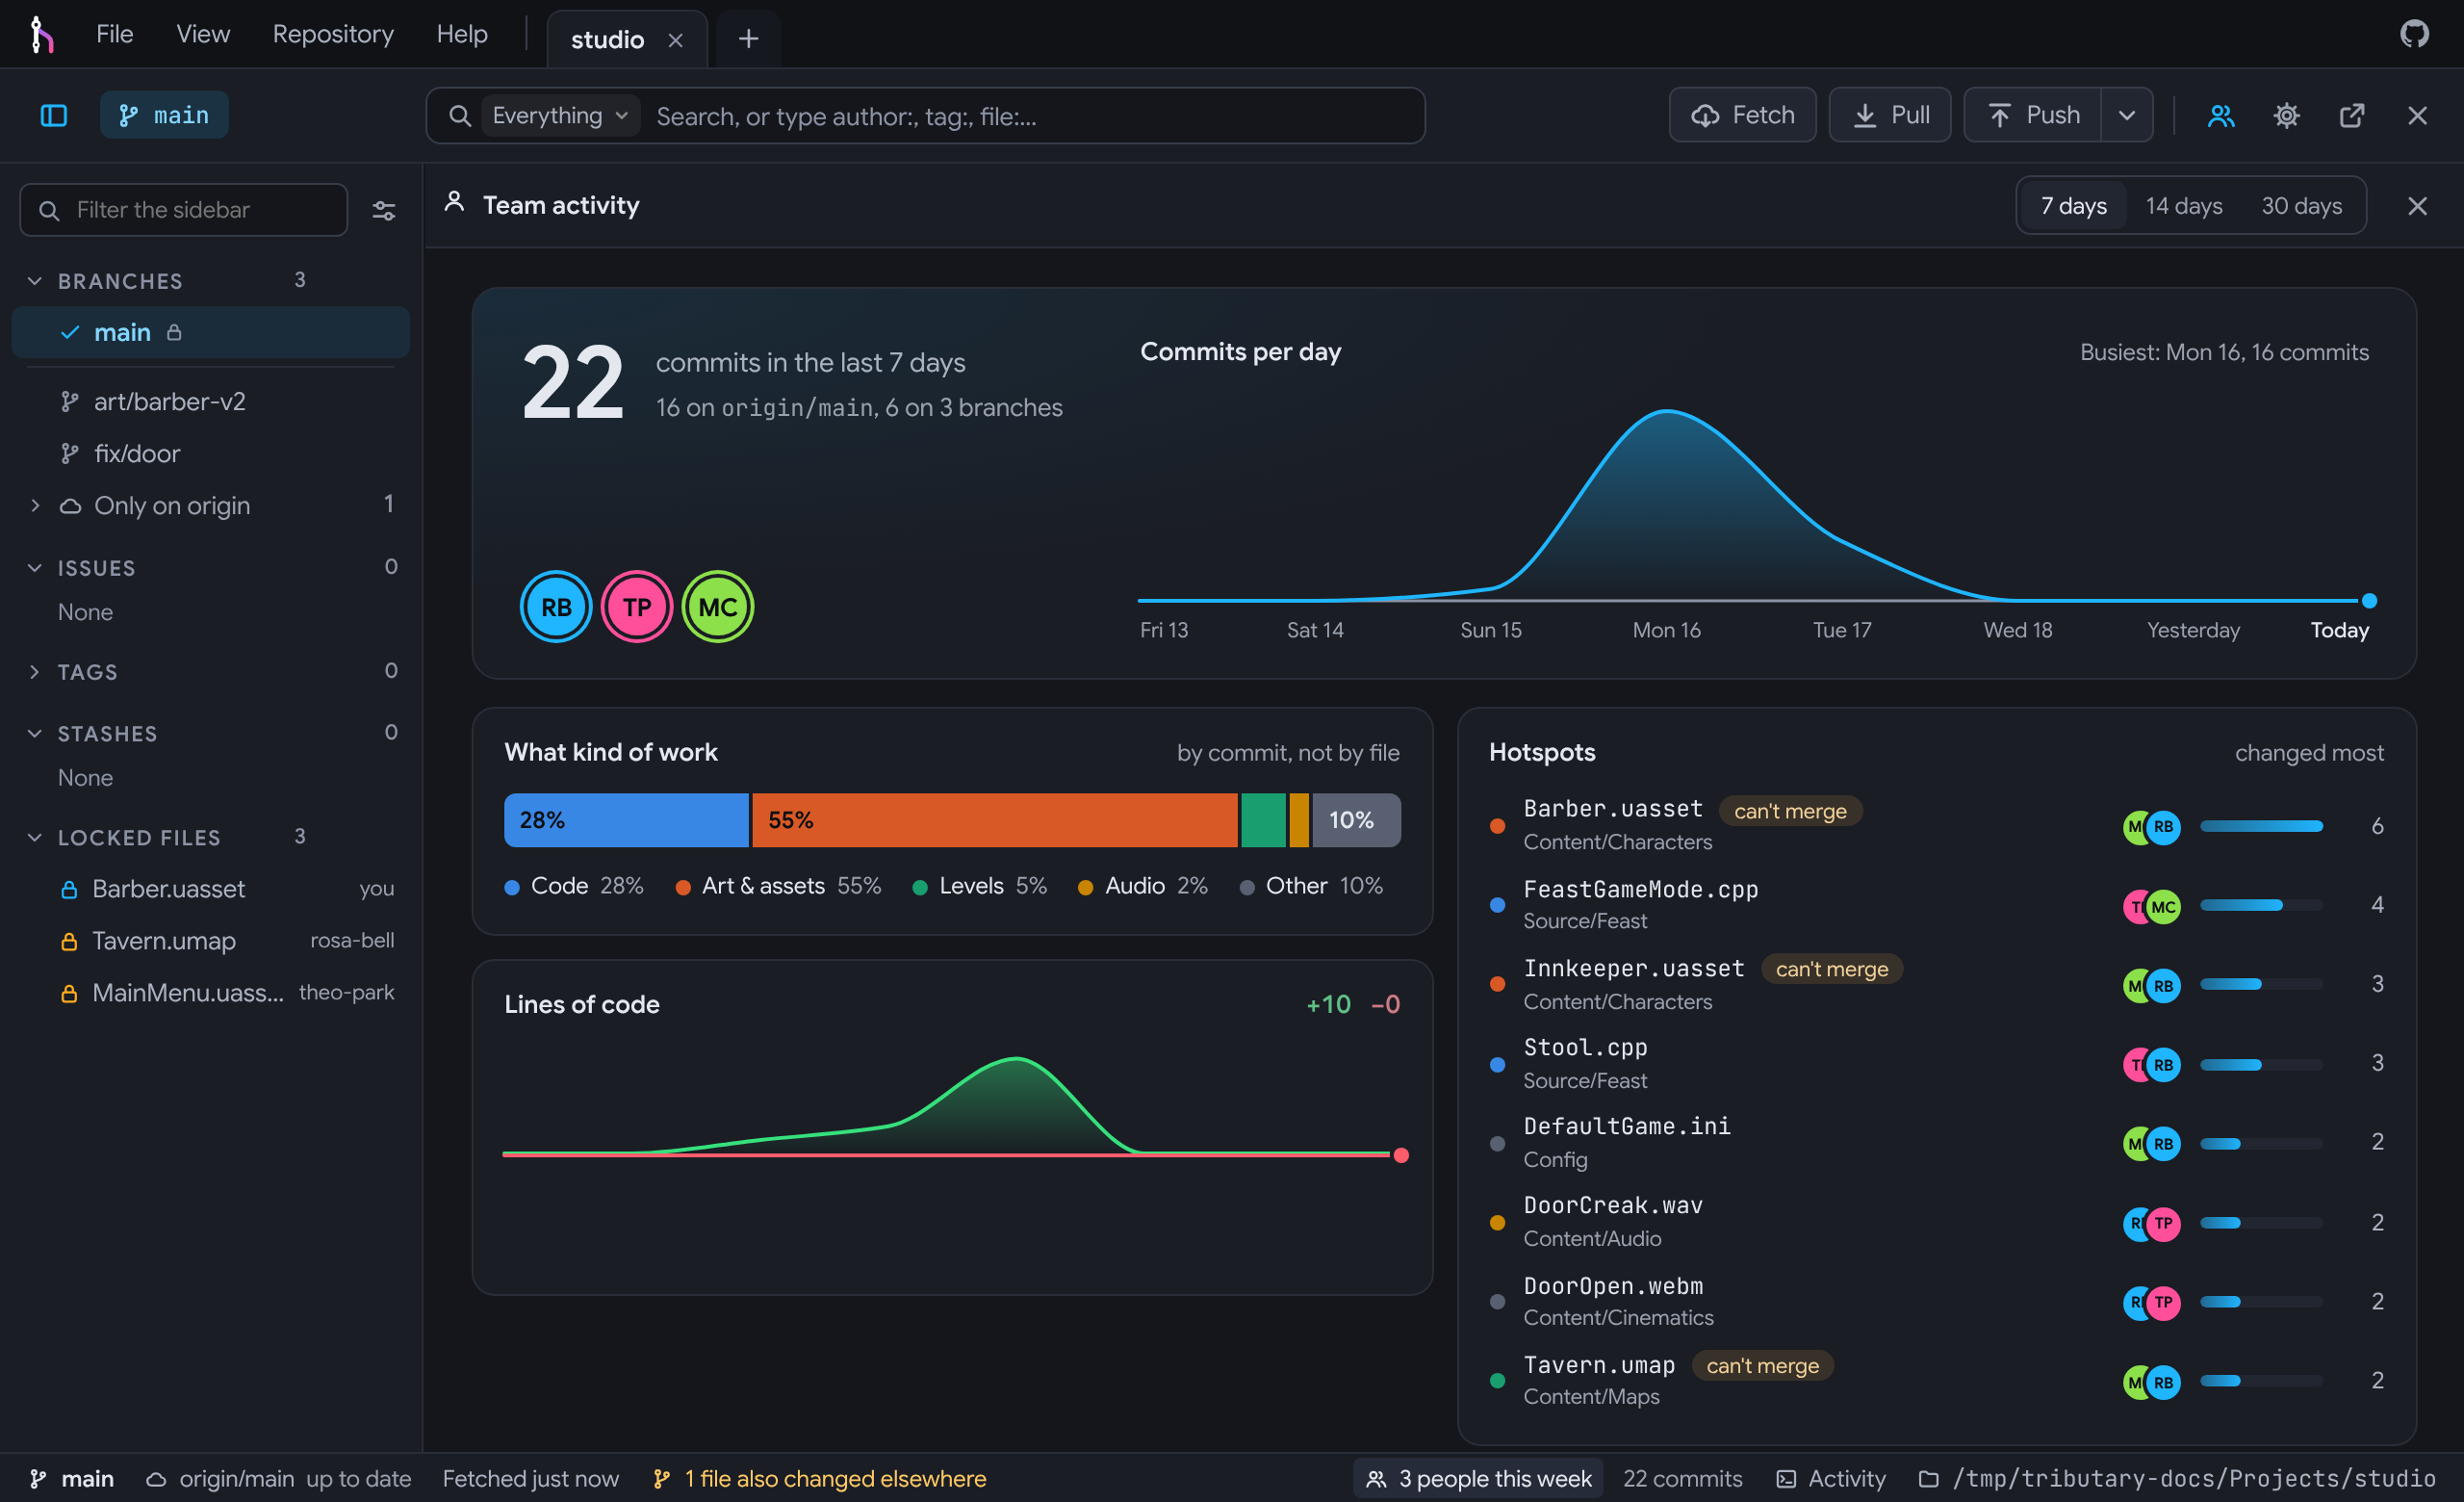 File View Repository Help studio
main Everything Search, or type author:, tag:, file:... Fetch Pull Push
Filter the sidebar
BRANCHES 3
main
art/barber-v2
fix/door
Only on origin 1
ISSUES 0
None
TAGS 0
STASHES 0
None
LOCKED FILES 3
Barber.uasset you
Tavern.umap rosa-bell
MainMenu.uass... theo-park
Team activity 7 days 14 days 30 days
22 commits in the last 7 days
16 on origin/main, 6 on 3 branches
RB TP MC
Commits per day Busiest: Mon 16, 16 commits
Fri 13 Sat 14 Sun 15 Mon 16 Tue 17 Wed 18 Yesterday Today
What kind of work by commit, not by file
28% 55% 10%
Code 28% Art & assets 55% Levels 5% Audio 2% Other 10%
Lines of code +10 −0
Hotspots changed most
Barber.uasset can't merge
Content/Characters
RB 6
FeastGameMode.cpp
Source/Feast
MC 4
Innkeeper.uasset can't merge
Content/Characters
RB 3
Stool.cpp
Source/Feast
RB 3
DefaultGame.ini
Config
RB 2
DoorCreak.wav
Content/Audio
TP 2
DoorOpen.webm
Content/Cinematics
TP 2
Tavern.umap can't merge
Content/Maps
RB 2
main origin/main up to date Fetched just now 1 file also changed elsewhere 3 people this week 22 commits Activity /tmp/tributary-docs/Projects/studio